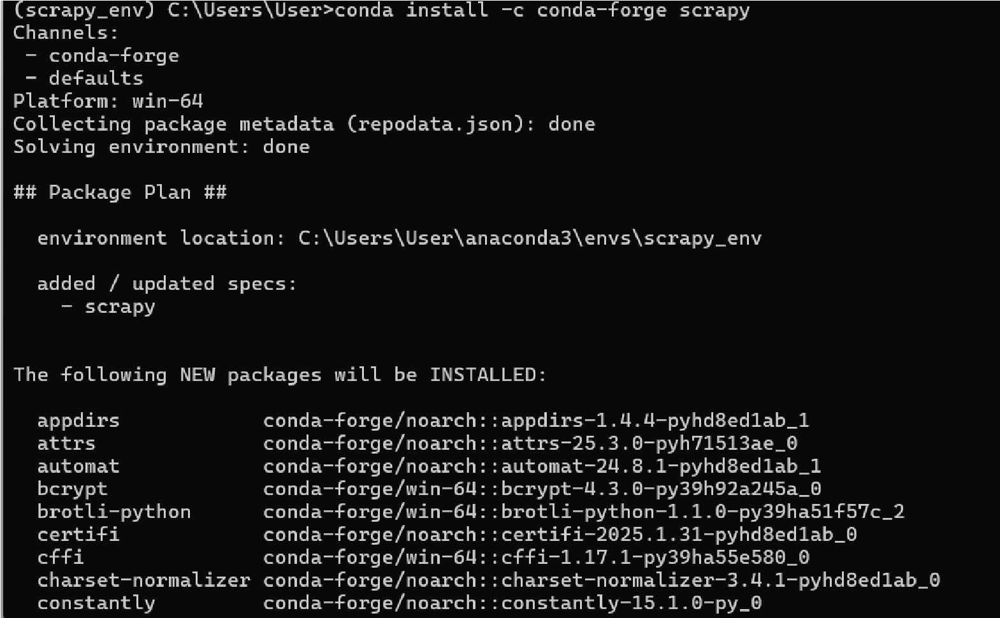 (scrapy_env) C:\Users\User>conda install -c conda-forge scrapy
Channels:
 - conda-forge
 - defaults
Platform: win-64
Collecting package metadata (repodata.json): done
Solving environment: done
## Package Plan ##
  environment location: C:\Users\User\anaconda3\envs\scrapy_env
  added / updated specs:
    - scrapy
The following NEW packages will be INSTALLED:
  appdirs            conda-forge/noarch::appdirs-1.4.4-pyhd8ed1ab_1
  attrs              conda-forge/noarch::attrs-25.3.0-pyh71513ae_0
  automat            conda-forge/noarch::automat-24.8.1-pyhd8ed1ab_1
  bcrypt             conda-forge/win-64::bcrypt-4.3.0-py39h92a245a_0
  brotli-python      conda-forge/win-64::brotli-python-1.1.0-py39ha51f57c_2
  certifi            conda-forge/noarch::certifi-2025.1.31-pyhd8ed1ab_0
  cffi               conda-forge/win-64::cffi-1.17.1-py39ha55e580_0
  charset-normalizer conda-forge/noarch::charset-normalizer-3.4.1-pyhd8ed1ab_0
  constantly         conda-forge/noarch::constantly-15.1.0-py_0